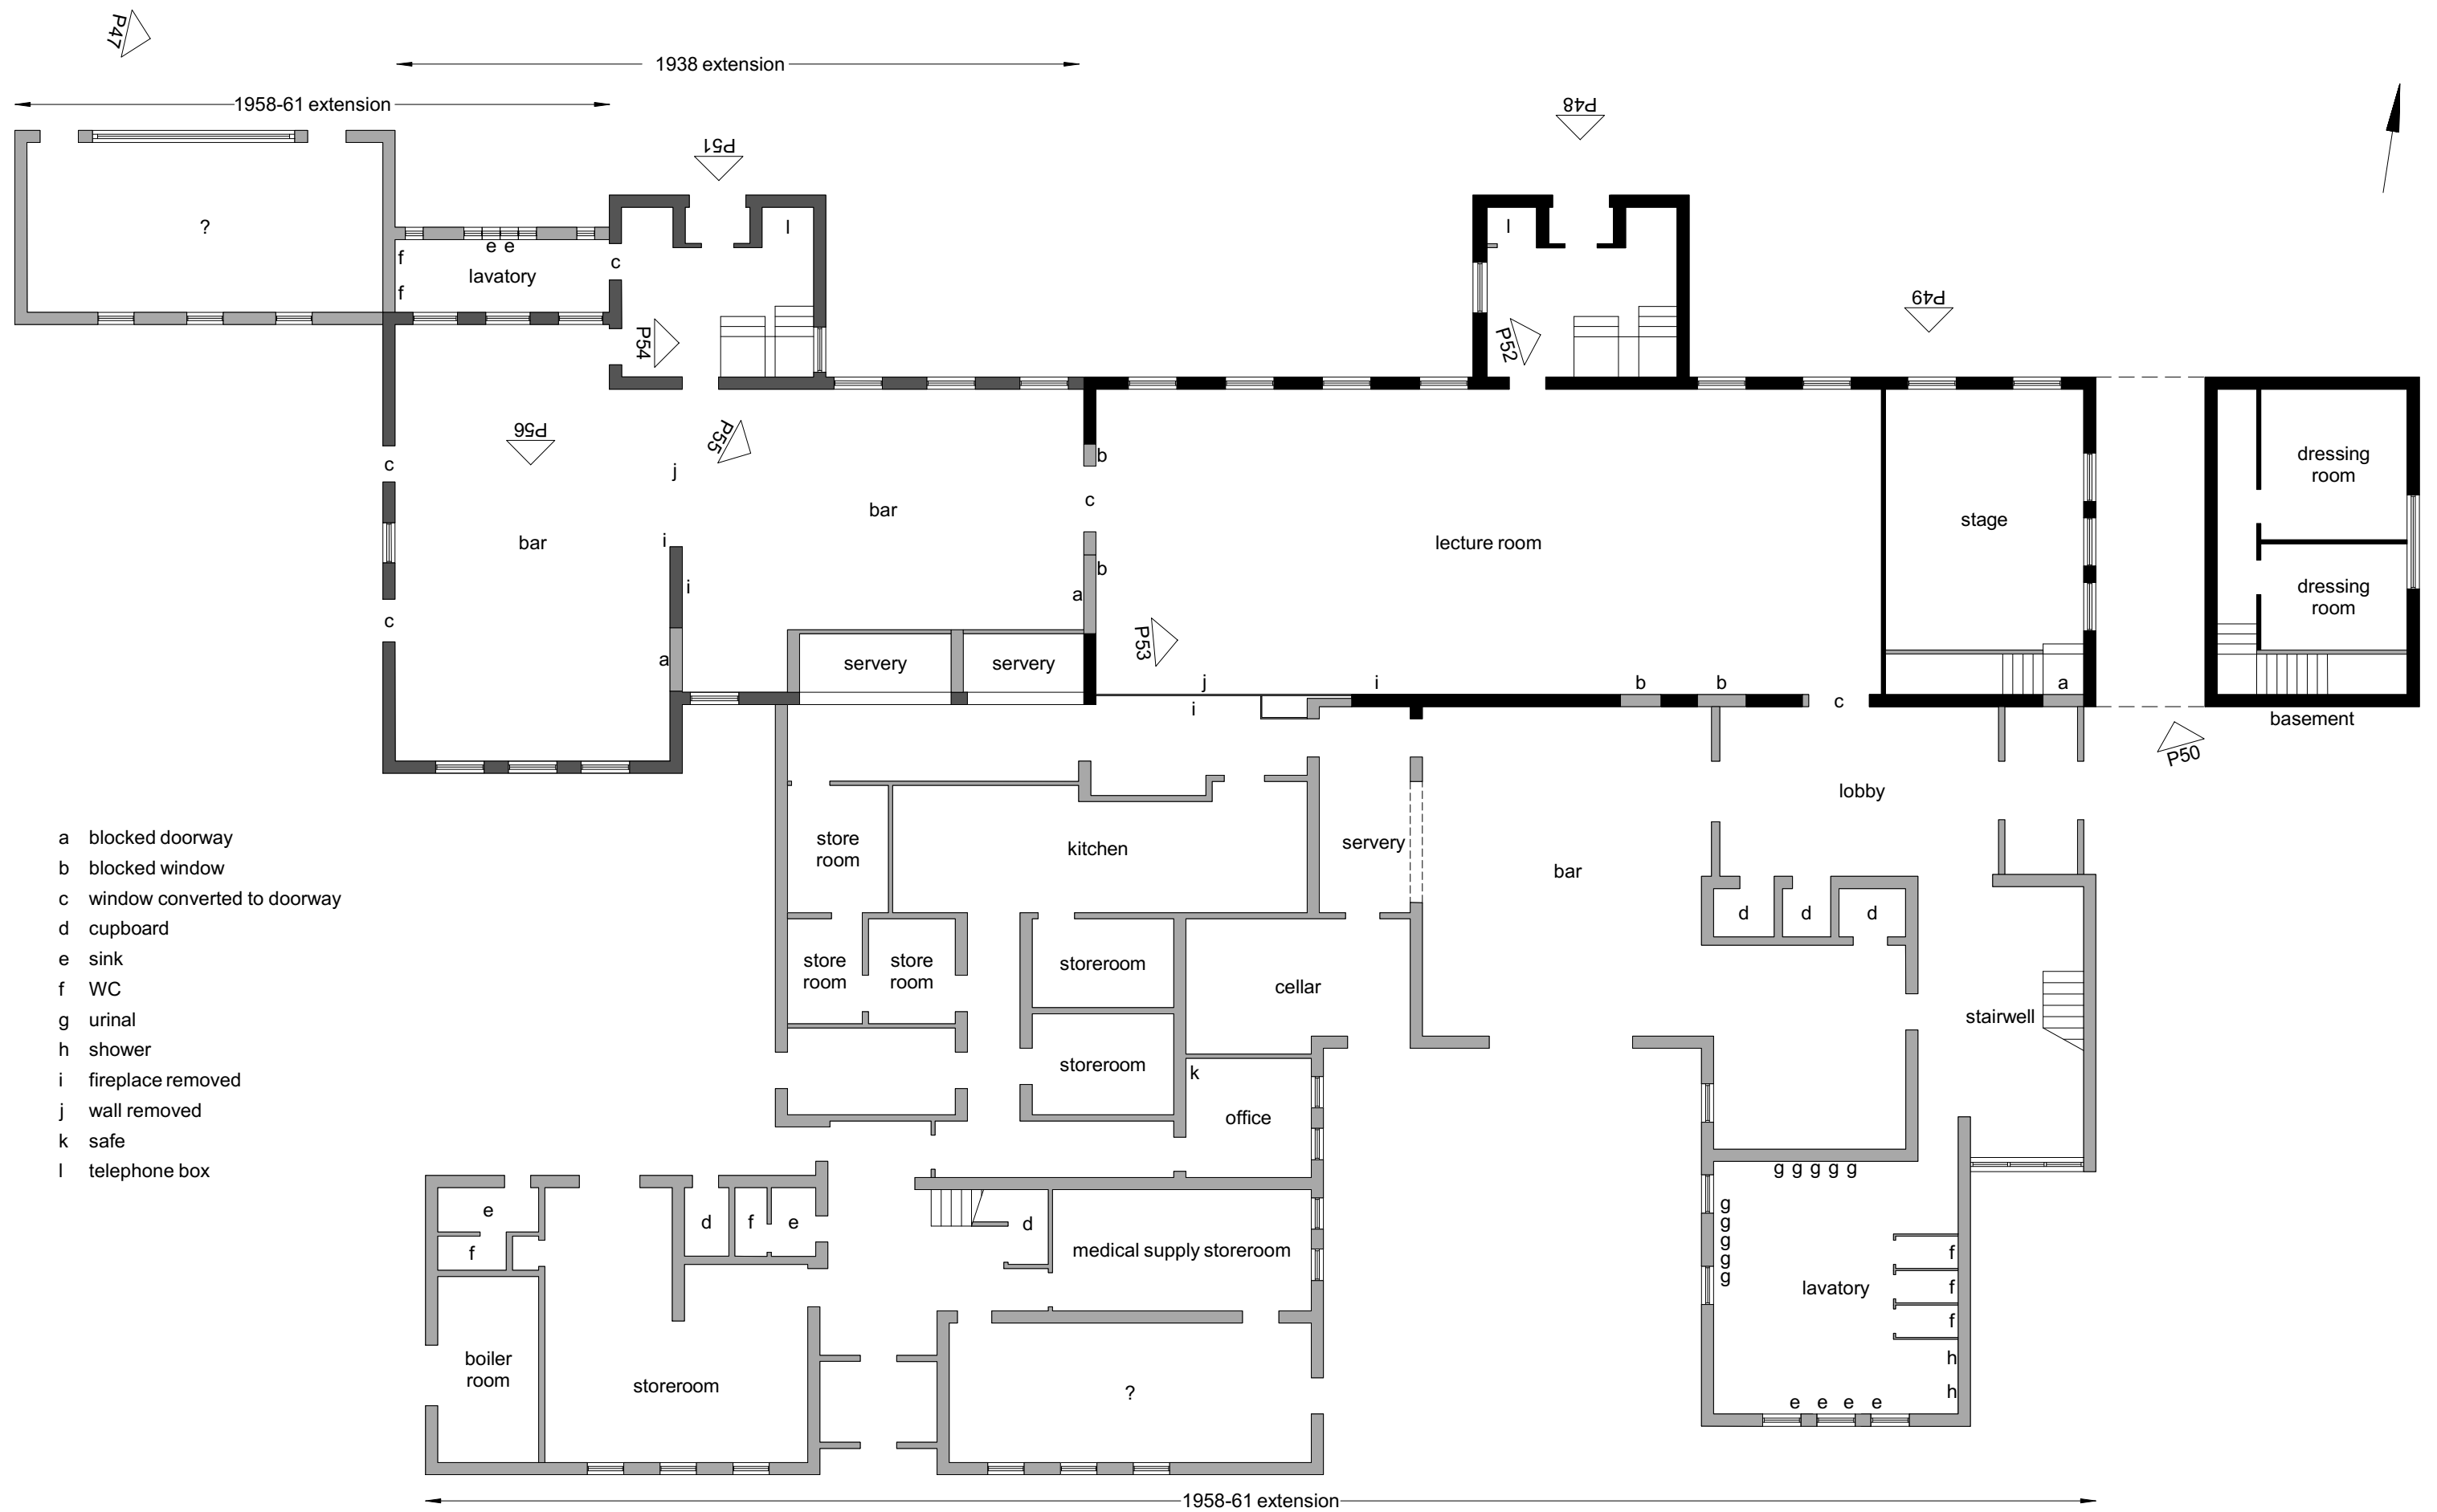 P47
1938 extension
1958-61 extension
P48
P51
?
l
l
e e
f
c
lavatory
f
P49
P54
P52
P56
P55
c
j
b
bar
c
dressing
room
stage
bar
i
lecture room
b
i
a
dressing
room
c
P53
a
servery
servery
j
i
b
b
a
i
c
basement
P50
lobby
a blocked doorway
b blocked window
c window converted to doorway
d cupboard
e sink
f WC
g urinal
h shower
i fireplace removed
j wall removed
k safe
l telephone box
store
room
kitchen
servery
bar
d
d
d
store
room
store
room
storeroom
cellar
stairwell
storeroom
k
office
g g g g g
g
g
g
g
g
e
f
d
f
e
d
medical supply storeroom
f
f
f
lavatory
h
h
e e e e
boiler
room
storeroom
?
1958-61 extension